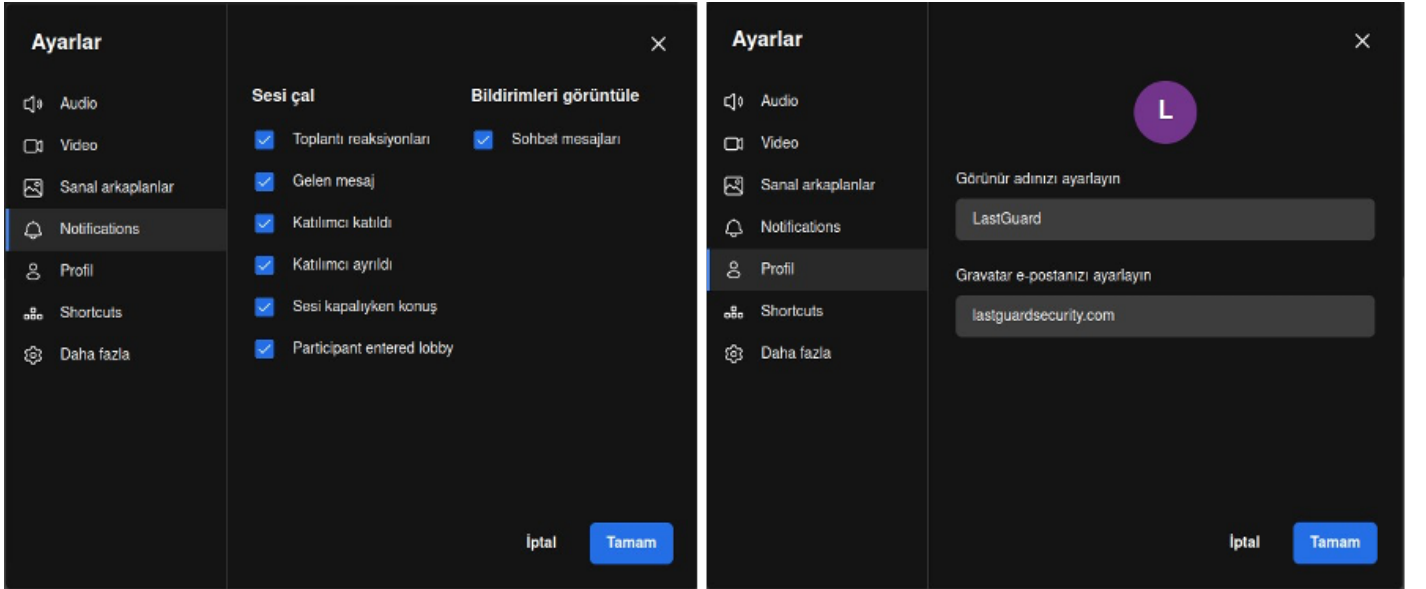 Ayarlar
Audio
Video
Sanal arkaplanlar
Notifications
Profil
Shortcuts
Daha fazla
Sesi çal
Toplantı reaksiyonları
Gelen mesaj
Katılımcı katıldı
Katılımcı ayrıldı
Sesi kapalıyken konuş
Participant entered lobby
Bildirimleri görüntüle
Sohbet mesajları
İptal
Tamam
Ayarlar
Audio
Video
Sanal arkaplanlar
Notifications
Profil
Shortcuts
Daha fazla
L
Görünür adınızı ayarlayın
LastGuard
Gravatar e-postanızı ayarlayın
lastguardsecurity.com
İptal
Tamam